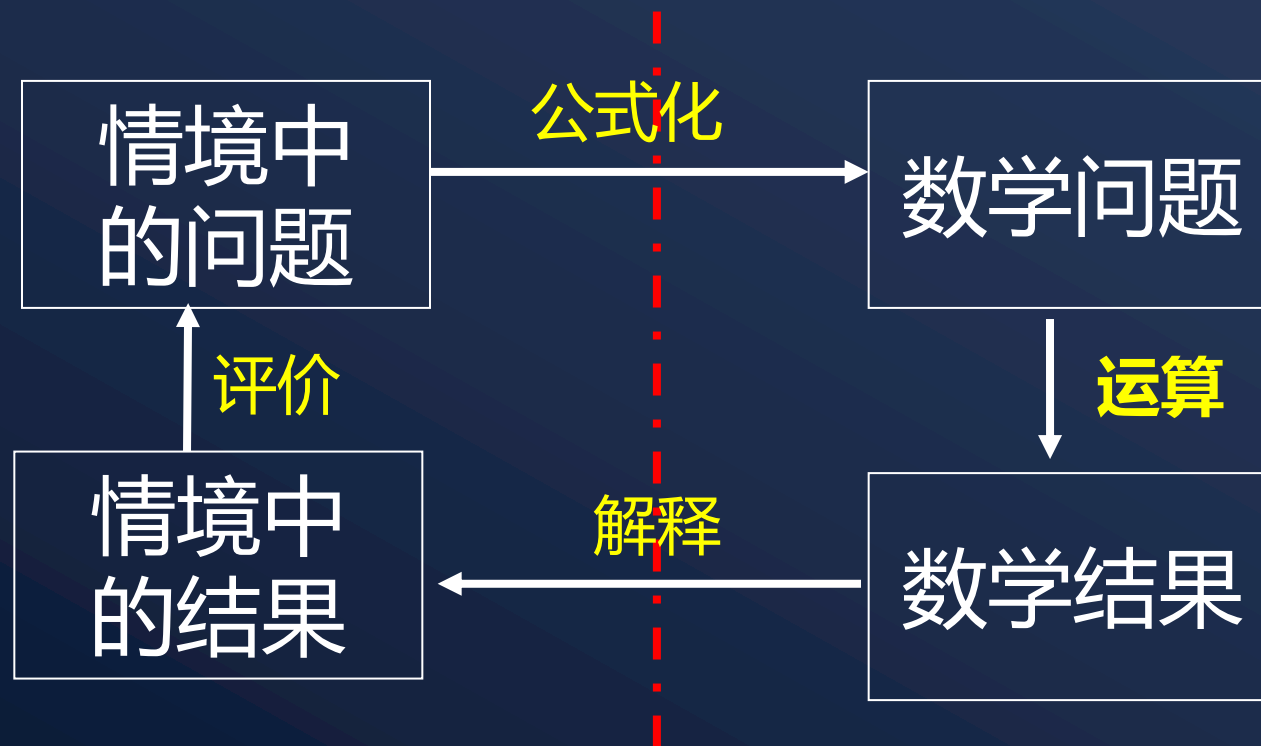 情境中
的问题
公式化
数学问题
评价
运算
情境中
的结果
解释
数学结果